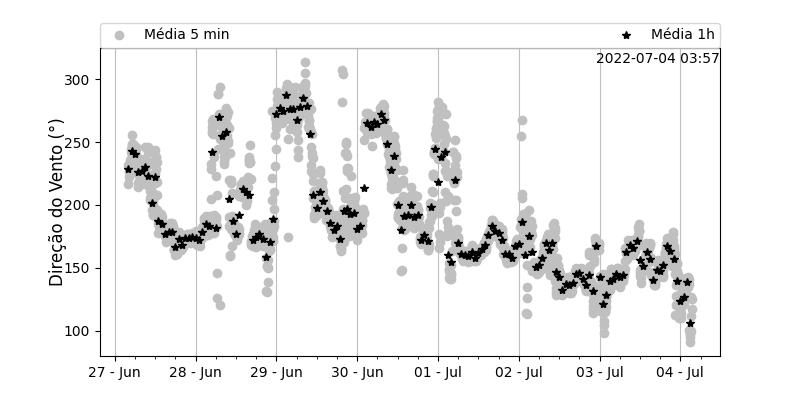 Média 5 min
Média 1h
2022-07-04 03:57
Direção do Vento (°)
300
250
200
150
100
27 - Jun
28 - Jun
29 - Jun
30 - Jun
01 - Jul
02 - Jul
03 - Jul
04 - Jul